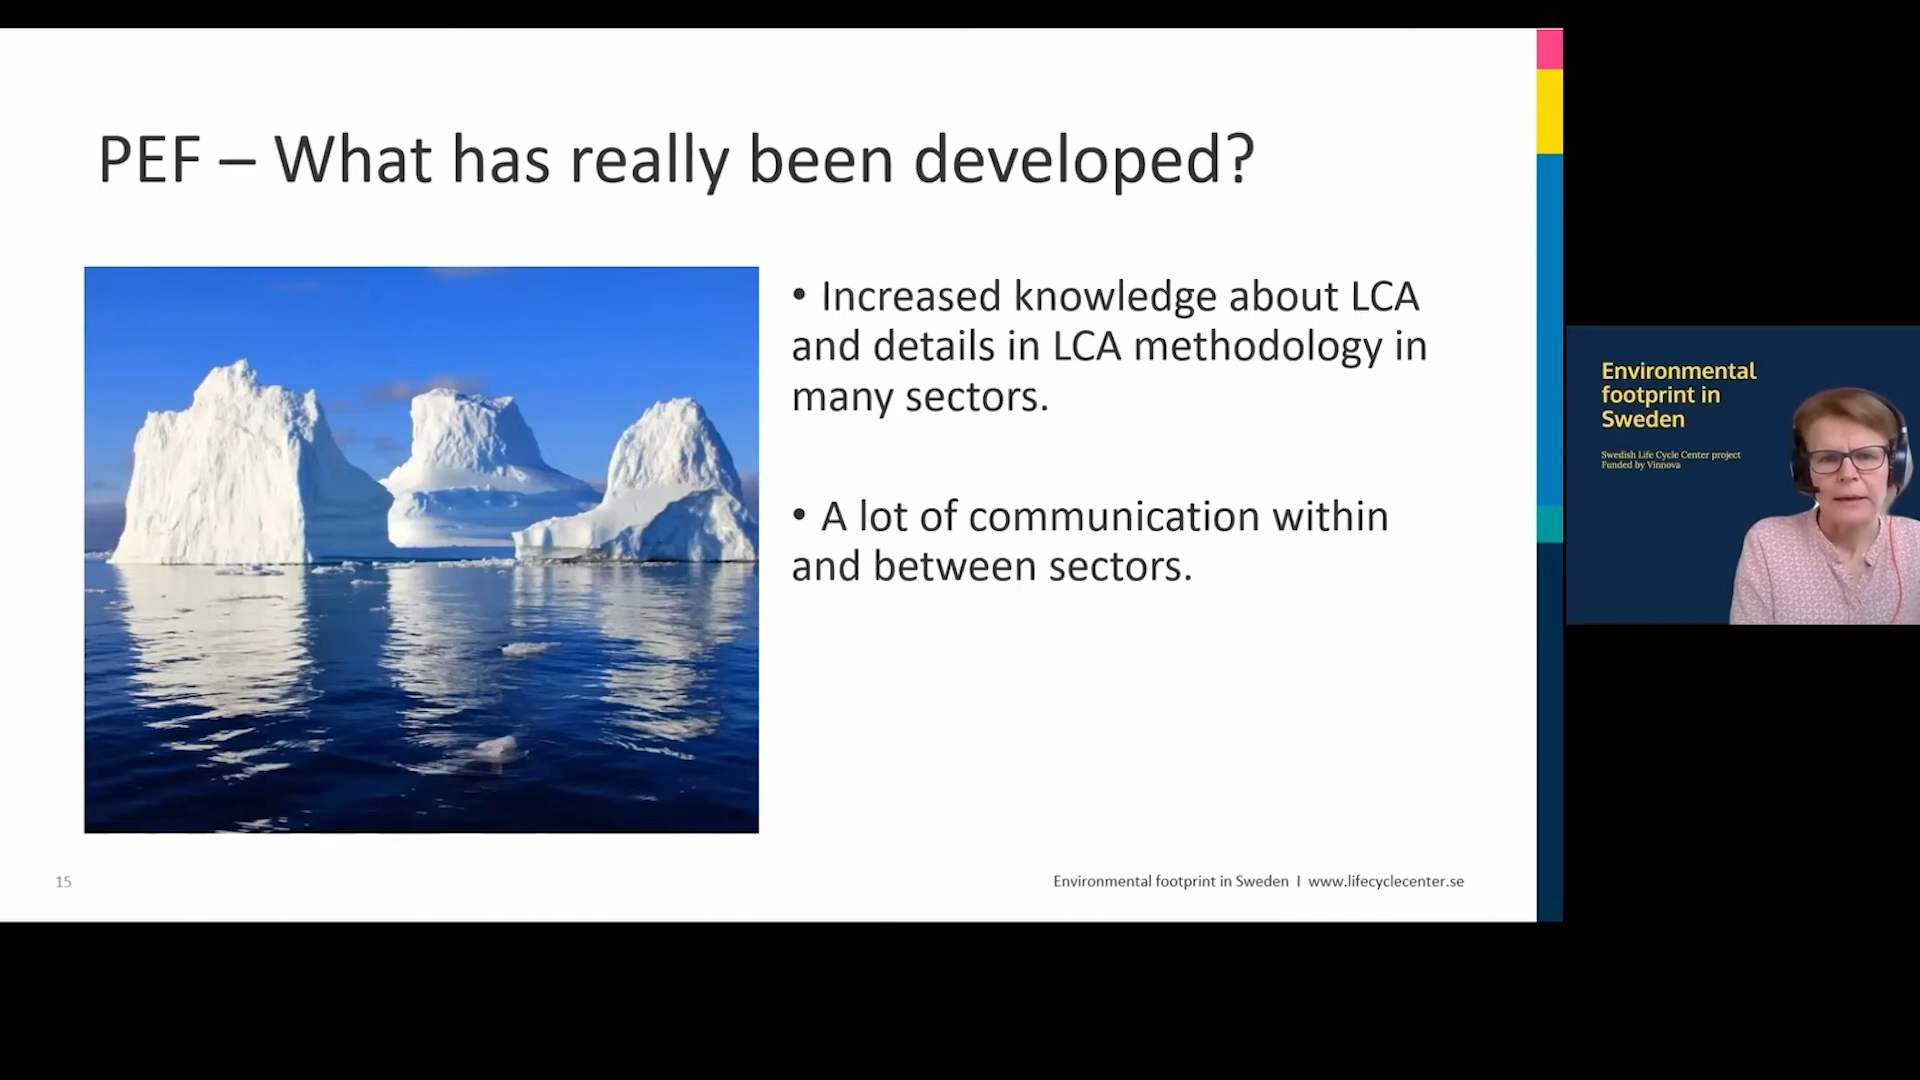 PEF – What has really been developed?
• Increased knowledge about LCA
and details in LCA methodology in
many sectors.
• A lot of communication within
and between sectors.
15
Environmental footprint in Sweden I www.lifecyclecenter.se
Environmental
footprint in
Sweden
Swedish Life Cycle Center project
Funded by Vinnova